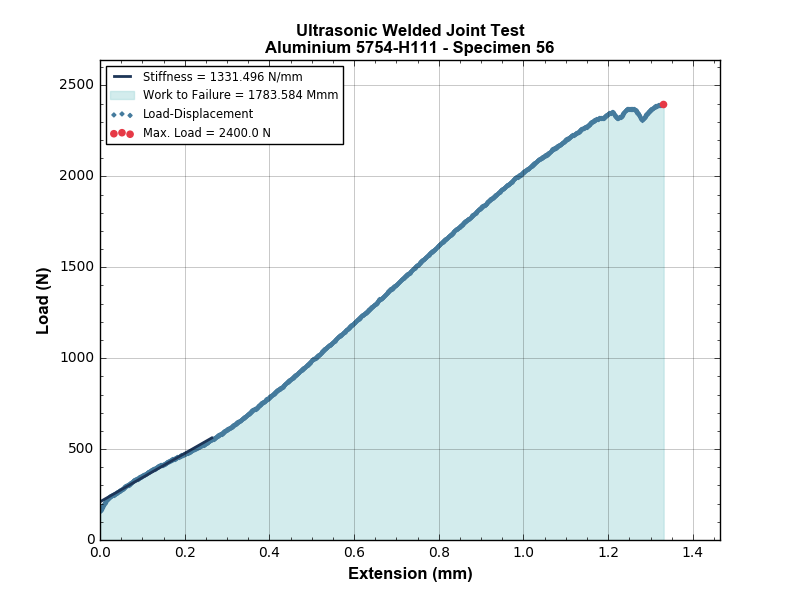 Ultrasonic Welded Joint Test
Aluminium 5754-H111 - Specimen 56
Stiffness = 1331.496 N/mm
Work to Failure = 1783.584 Mmm
Load-Displacement
Max. Load = 2400.0 N
Load (N)
2500
2000
1500
1000
500
0
0.0 0.2 0.4 0.6 0.8 1.0 1.2 1.4
Extension (mm)